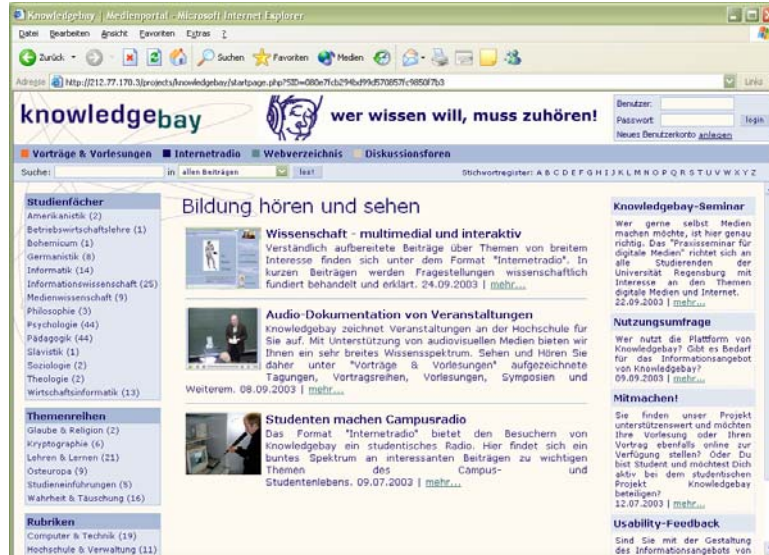 Knowledgebay | Medienportal - Microsoft Internet Explorer
Datei Bearbeiten Ansicht Favoriten Extras ?
Zurück Suchen Favoriten Medien
Adresse http://212.77.170.3/projects/knowledgebay/startpage.php?SID=080e7fcb294bd99d570857fc9850f7b3 Links
knowledgebay
wer wissen will, muss zuhören!
Benutzer:
Passwort login
Neues Benutzerkonto anlegen
Vorträge & Vorlesungen Internetradio Webverzeichnis Diskussionsforen
Suche: in allen Beiträgen los! Stichwortregister: A B C D E F G H I J K L M N O P Q R S T U V W X Y Z
Studienfächer
Amerikanistik (2)
Betriebswirtschaftslehre (1)
Bohemicum (1)
Germanistik (8)
Informatik (14)
Informationswissenschaft (25)
Medienwissenschaft (9)
Philosophie (3)
Psychologie (44)
Pädagogik (44)
Slavistik (1)
Soziologie (2)
Theologie (2)
Wirtschaftsinformatik (13)
Themenreihen
Glaube & Religion (2)
Kryptographie (6)
Lehren & Lernen (21)
Osteuropa (9)
Studieneinführungen (5)
Wahrheit & Täuschung (16)
Rubriken
Computer & Technik (19)
Hochschule & Verwaltung (11)
Bildung hören und sehen
Wissenschaft - multimedial und interaktiv
Verständlich aufbereitete Beiträge über Themen von breitem
Interesse finden sich unter dem Format "Internetradio". In
kurzen Beiträgen werden Fragestellungen wissenschaftlich
fundiert behandelt und erklärt. 24.09.2003 | mehr...
Audio-Dokumentation von Veranstaltungen
Knowledgebay zeichnet Veranstaltungen an der Hochschule für
Sie auf. Mit Unterstützung von audiovisuellen Medien bieten wir
Ihnen ein sehr breites Wissensspektrum. Sehen und Hören Sie
daher unter "Vorträge & Vorlesungen" aufgezeichnete
Tagungen, Vortragsreihen, Vorlesungen, Symposien und
Weiterem. 08.09.2003 | mehr...
Studenten machen Campusradio
Das Format "Internetradio" bietet den Besuchern von
Knowledgebay ein studentisches Radio. Hier findet sich ein
buntes Spektrum an interessanten Beiträgen zu wichtigen
Themen des Campus- und
Studentenlebens. 09.07.2003 | mehr...
Knowledgebay-Seminar
Wer gerne selbst Medien
machen möchte, ist hier genau
richtig. Das "Praxisseminar für
digitale Medien" richtet sich an
alle Studierenden der
Universität Regensburg mit
Interesse an den Themen
digitale Medien und Internet.
22.09.2003 | mehr...
Nutzungsumfrage
Wer nutzt die Plattform von
Knowledgebay? Gibt es Bedarf
für das Informationsangebot
von Knowledgebay?
09.09.2003 | mehr...
Mitmachen!
Sie finden unser Projekt
unterstützenswert und möchten
Ihre Vorlesung oder Ihren
Vortrag ebenfalls online zur
Verfügung stellen? Oder Du
bist Student und möchtest Dich
aktiv bei dem studentischen
Projekt Knowledgebay
beteiligen?
12.07.2003 | mehr...
Usability-Feedback
Sind Sie mit der Gestaltung
des Informationsangebots von